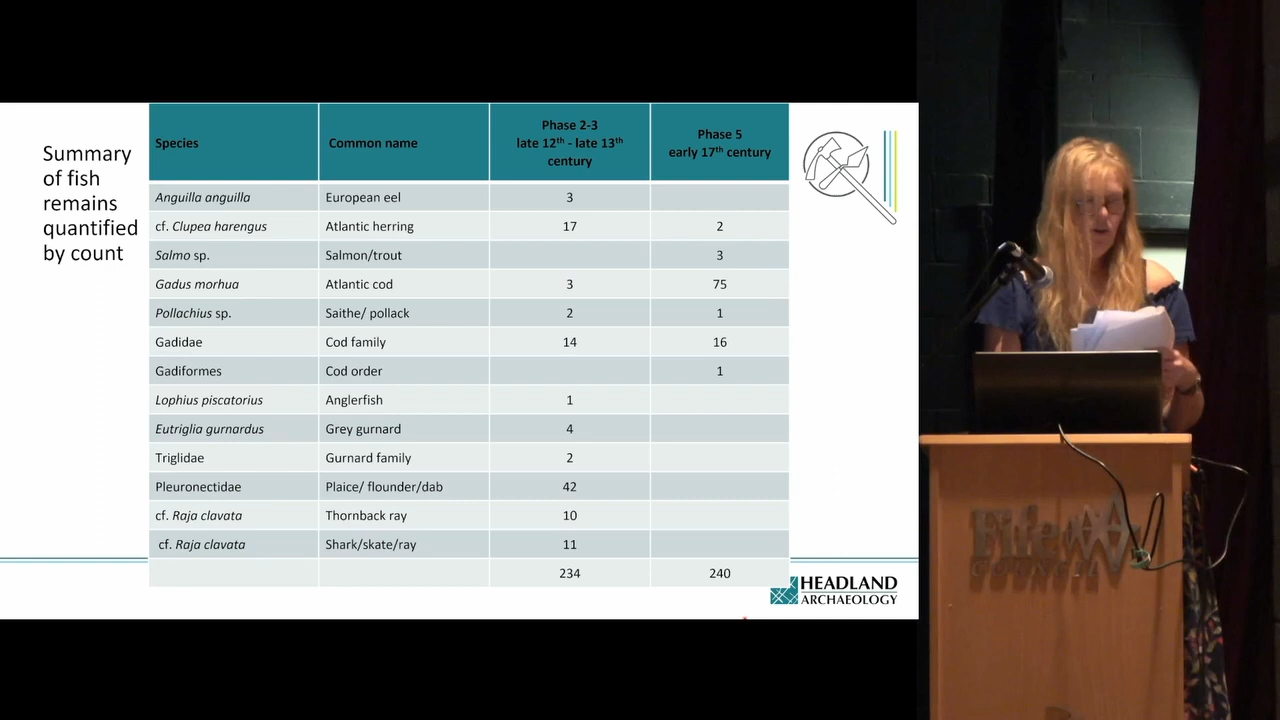 Summary
of fish
remains
quantified
by count
Species Common name Phase 2-3 late 12th - late 13th century Phase 5 early 17th century
Anguilla anguilla European eel 3
cf. Clupea harengus Atlantic herring 17 2
Salmo sp. Salmon/trout 3
Gadus morhua Atlantic cod 3 75
Pollachius sp. Saithe/ pollack 2 1
Gadidae Cod family 14 16
Gadiformes Cod order 1
Lophius piscatorius Anglerfish 1
Eutriglia gurnardus Grey gurnard 4
Triglidae Gurnard family 2
Pleuronectidae Plaice/ flounder/dab 42
cf. Raja clavata Thornback ray 10
cf. Raja clavata Shark/skate/ray 11
234 240
HEADLAND
ARCHAEOLOGY
Fife
COUNCIL